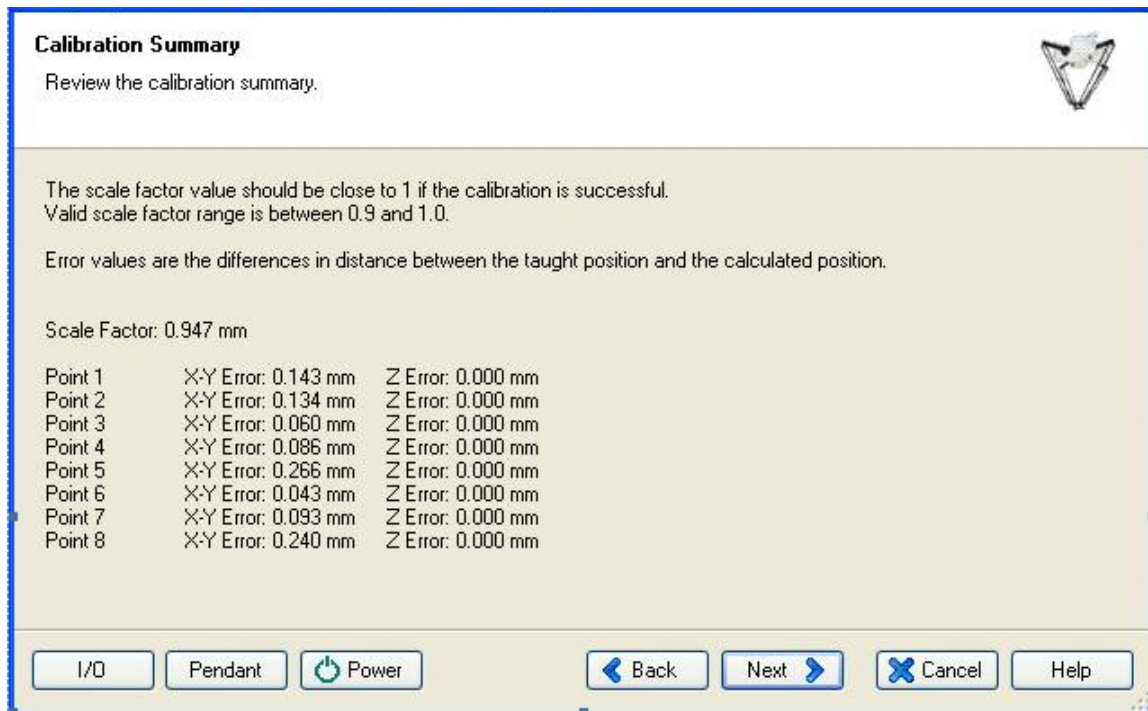 Calibration Summary
Review the calibration summary.
The scale factor value should be close to 1 if the calibration is successful.
Valid scale factor range is between 0.9 and 1.0.
Error values are the differences in distance between the taught position and the calculated position.
Scale Factor: 0.947 mm
Point 1 X-Y Error: 0.143 mm Z Error: 0.000 mm
Point 2 X-Y Error: 0.134 mm Z Error: 0.000 mm
Point 3 X-Y Error: 0.060 mm Z Error: 0.000 mm
Point 4 X-Y Error: 0.086 mm Z Error: 0.000 mm
Point 5 X-Y Error: 0.266 mm Z Error: 0.000 mm
Point 6 X-Y Error: 0.043 mm Z Error: 0.000 mm
Point 7 X-Y Error: 0.093 mm Z Error: 0.000 mm
Point 8 X-Y Error: 0.240 mm Z Error: 0.000 mm
I/O Pendant Power Back Next Cancel Help